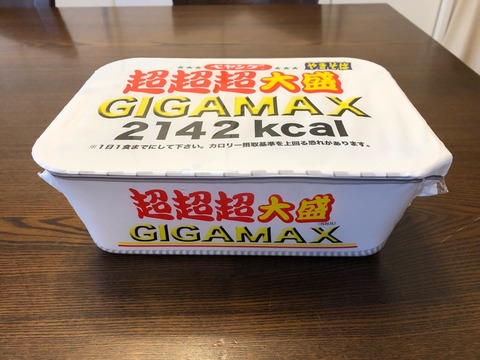 ペヤング やきそば
超超超大盛
GIGAMAX
2142 kcal
※1日1食までにして下さい。カロリー摂取基準を上回る恐れがあります。
超超超大盛
GIGAMAX